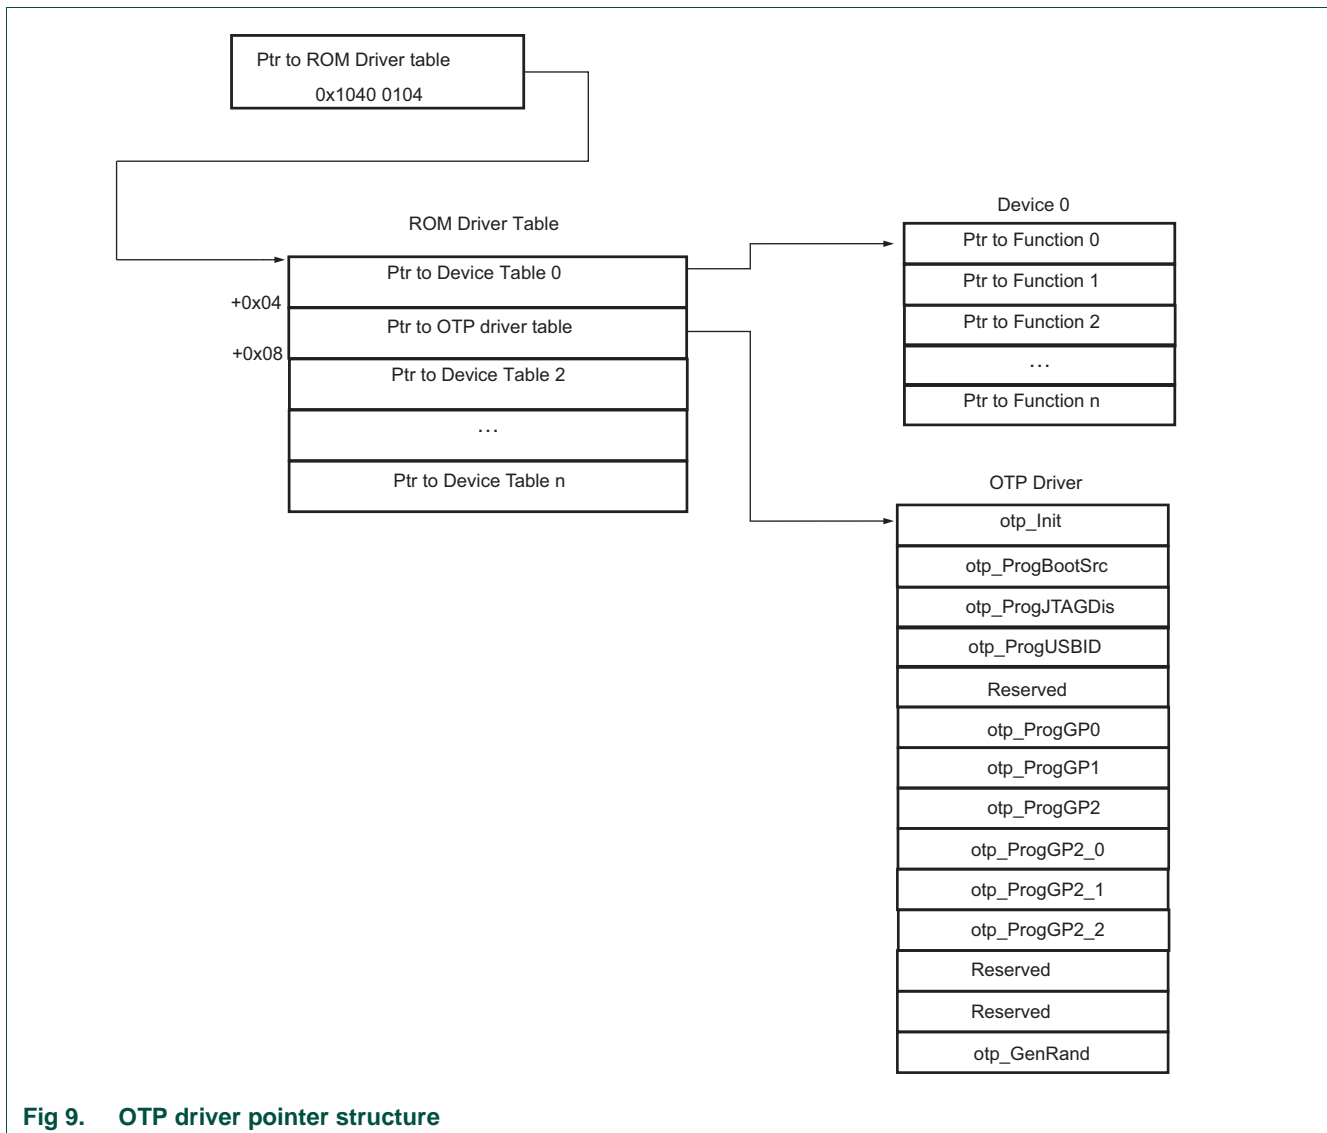 Ptr to ROM Driver table
0x1040 0104
ROM Driver Table
Ptr to Device Table 0
+0x04
Ptr to OTP driver table
+0x08
Ptr to Device Table 2
...
Ptr to Device Table n
Device 0
Ptr to Function 0
Ptr to Function 1
Ptr to Function 2
...
Ptr to Function n
OTP Driver
otp_Init
otp_ProgBootSrc
otp_ProgJTAGDis
otp_ProgUSBID
Reserved
otp_ProgGP0
otp_ProgGP1
otp_ProgGP2
otp_ProgGP2_0
otp_ProgGP2_1
otp_ProgGP2_2
Reserved
Reserved
otp_GenRand
Fig 9. OTP driver pointer structure